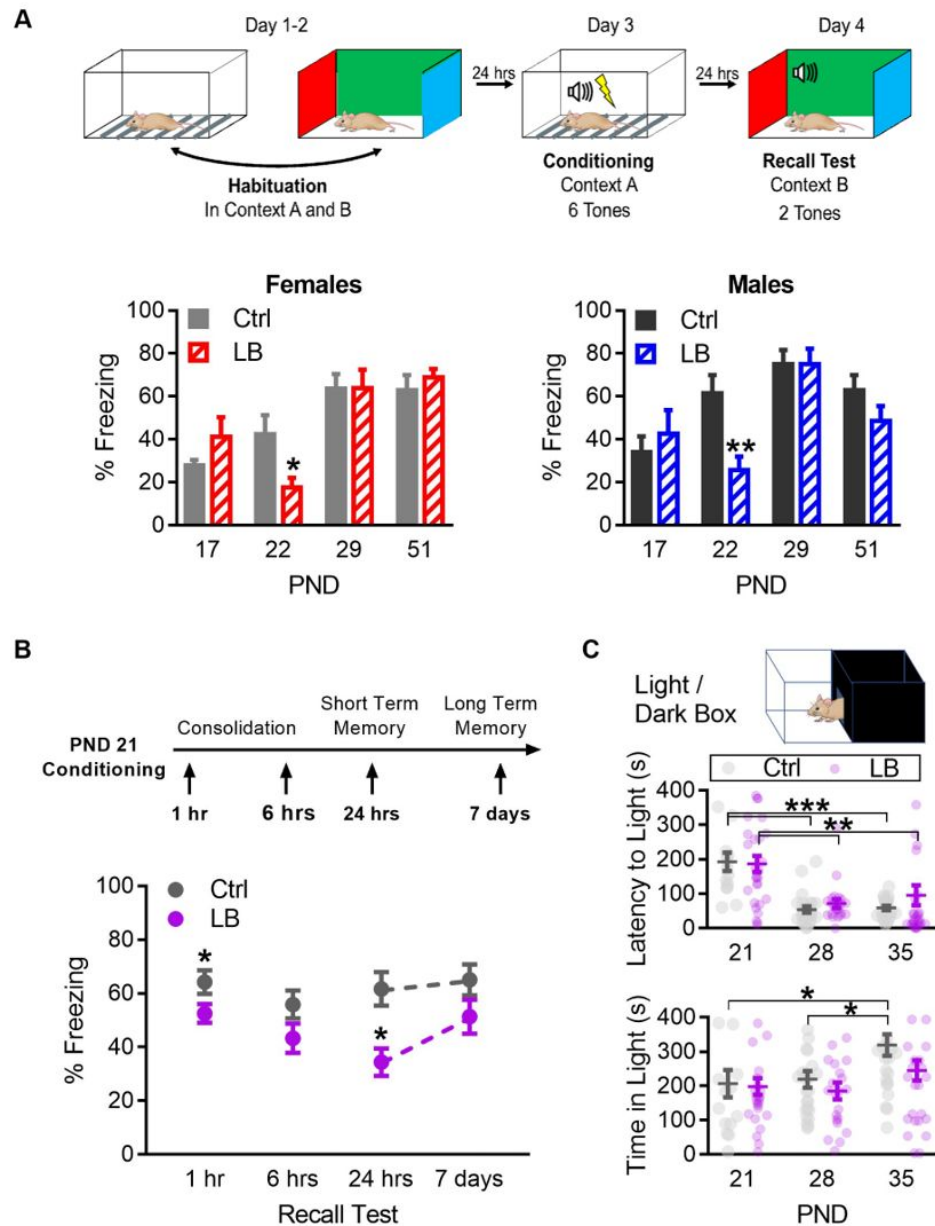 A
Day 1-2
Day 3
Day 4
24 hrs
24 hrs
Habituation
In Context A and B
Conditioning
Context A
6 Tones
Recall Test
Context B
2 Tones
Females
Ctrl
LB
% Freezing
100
80
60
40
20
0
*
17 22 29 51
PND
Males
Ctrl
LB
% Freezing
100
80
60
40
20
0
**
17 22 29 51
PND
B
PND 21
Conditioning
Consolidation
Short Term
Memory
Long Term
Memory
1 hr
6 hrs
24 hrs
7 days
Ctrl
LB
% Freezing
100
80
60
40
20
0
*
*
1 hr 6 hrs 24 hrs 7 days
Recall Test
C
Light /
Dark Box
Ctrl LB
Latency to Light (s)
400
300
200
100
0
***
**
21 28 35
Time in Light (s)
400
300
200
100
0
*
*
21 28 35
PND